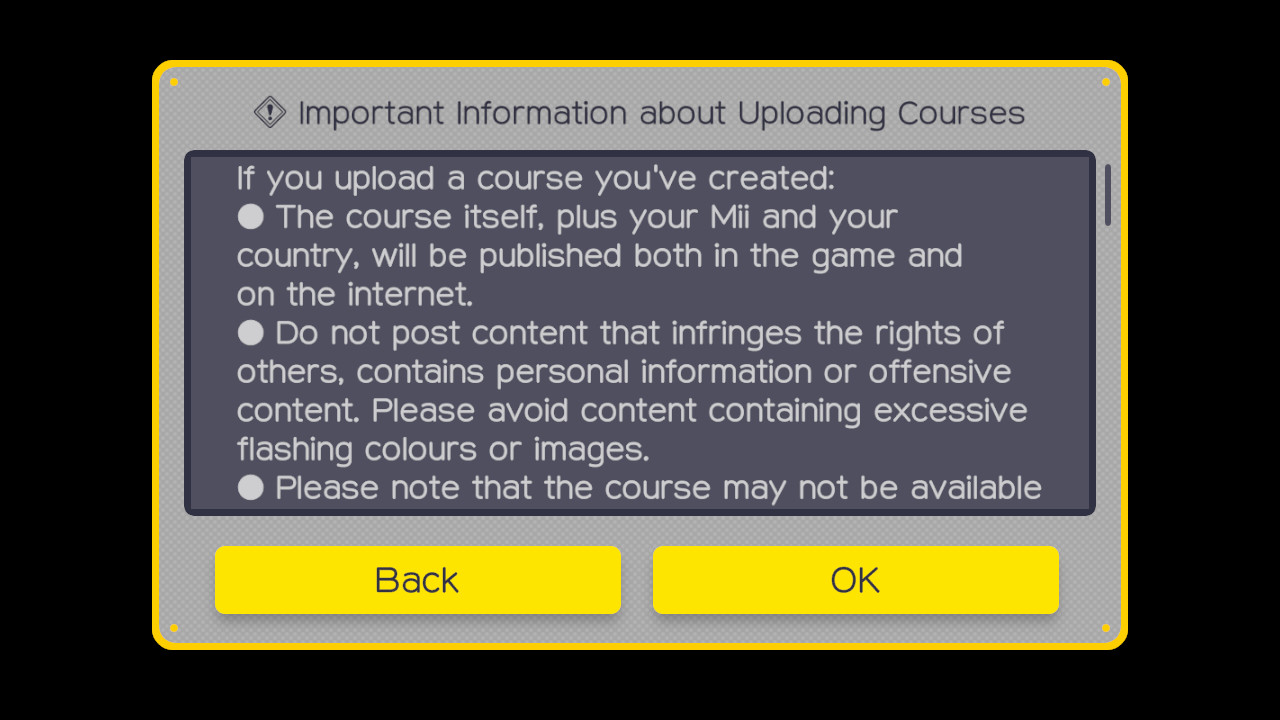 Important Information about Uploading Courses
If you upload a course you've created:
● The course itself, plus your Mii and your
country, will be published both in the game and
on the internet.
● Do not post content that infringes the rights of
others, contains personal information or offensive
content. Please avoid content containing excessive
flashing colours or images.
● Please note that the course may not be available
Back
OK